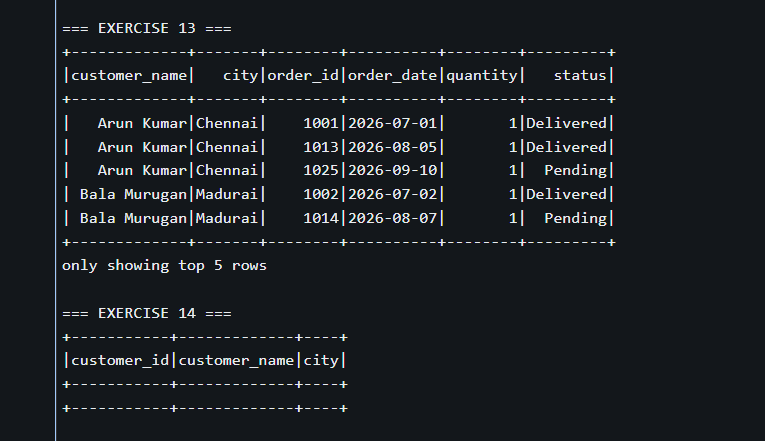 === EXERCISE 13 ===
+-------------+-------+--------+----------+--------+---------+
|customer_name|   city|order_id|order_date|quantity|   status|
+-------------+-------+--------+----------+--------+---------+
|   Arun Kumar|Chennai|    1001|2026-07-01|       1|Delivered|
|   Arun Kumar|Chennai|    1013|2026-08-05|       1|Delivered|
|   Arun Kumar|Chennai|    1025|2026-09-10|       1|  Pending|
| Bala Murugan|Madurai|    1002|2026-07-02|       1|Delivered|
| Bala Murugan|Madurai|    1014|2026-08-07|       1|  Pending|
+-------------+-------+--------+----------+--------+---------+
only showing top 5 rows
=== EXERCISE 14 ===
+-----------+-------------+----+
|customer_id|customer_name|city|
+-----------+-------------+----+
+-----------+-------------+----+